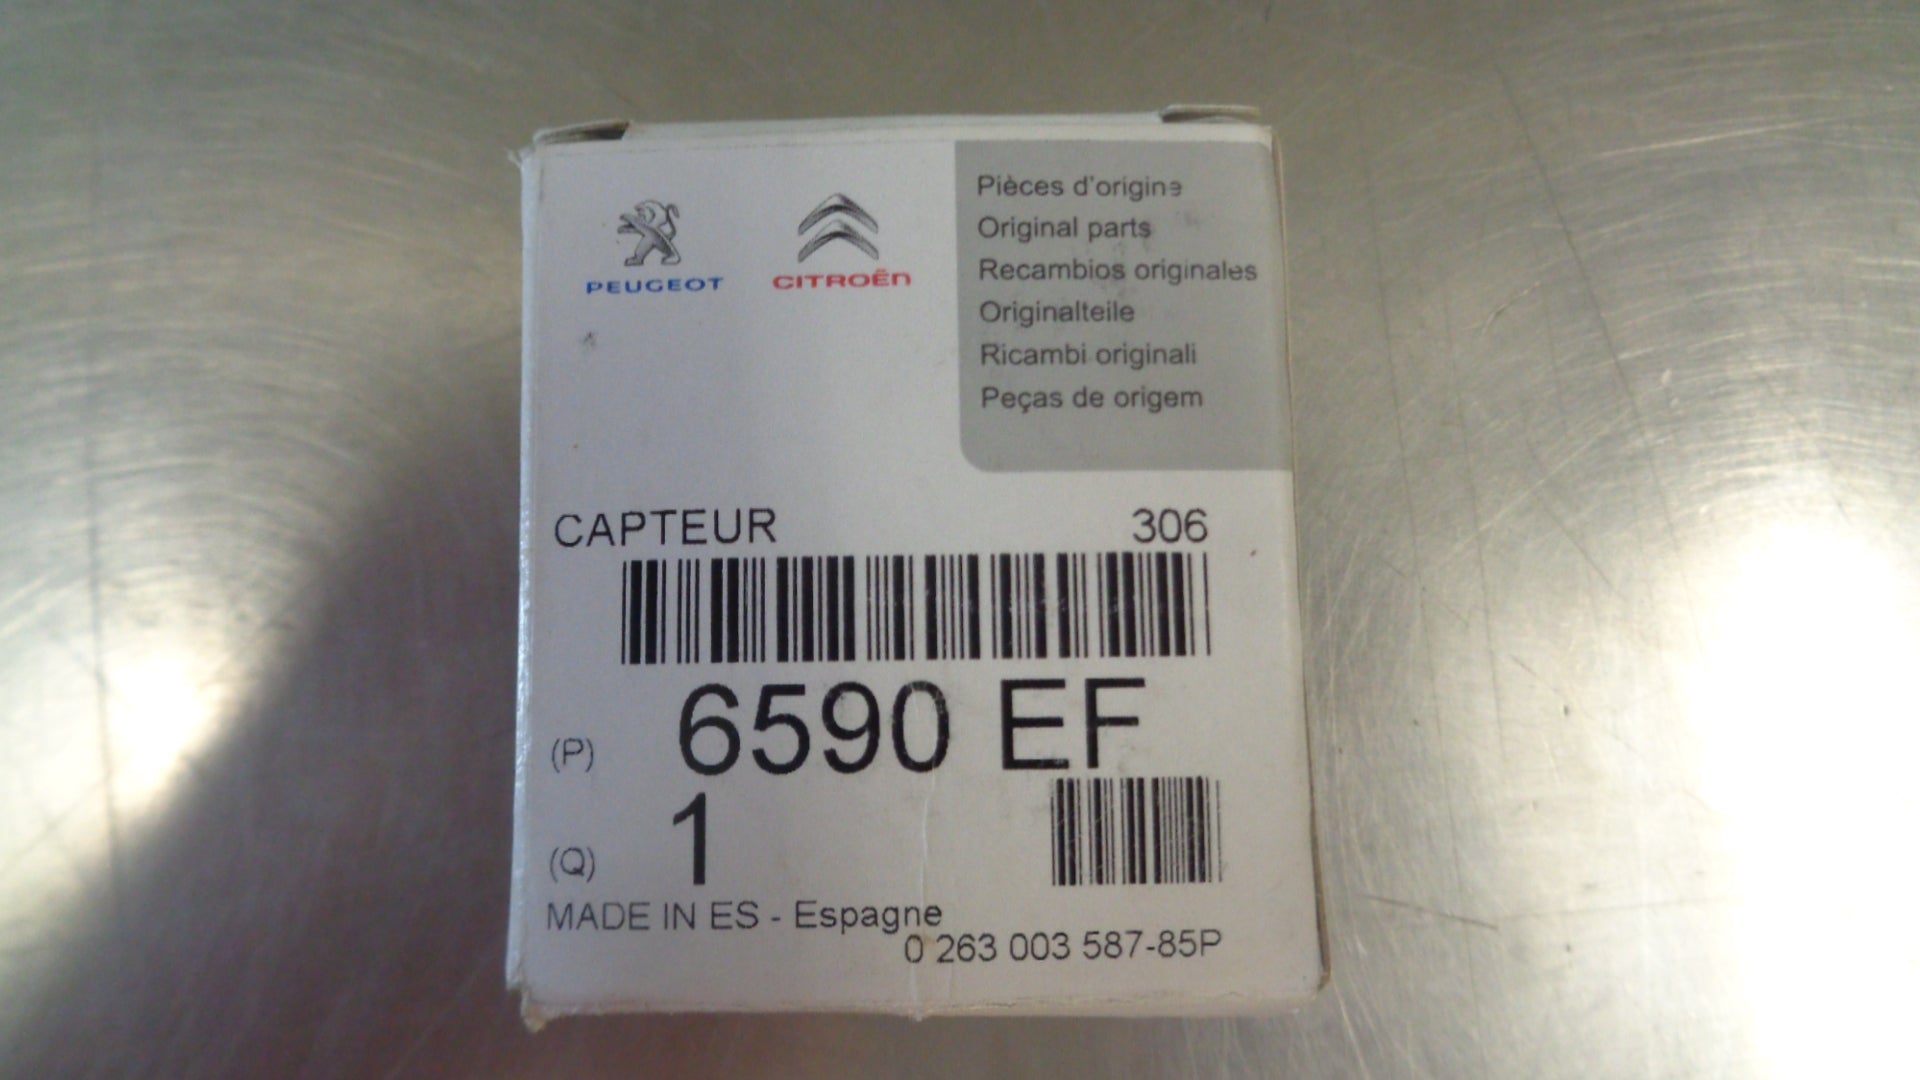 PEUGEOT
CITROËN
Pièces d'origine
Original parts
Recambios originales
Originalteile
Ricambi originali
Peças de origem
CAPTEUR 306
(P) 6590 EF
(Q) 1
MADE IN ES - Espagne
0 263 003 587-85P